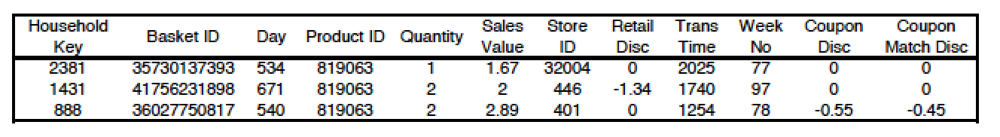 Household Key Basket ID Day Product ID Quantity Sales Value Store ID Retail Disc Trans Time Week No Coupon Disc Coupon Match Disc
2381 35730137393 534 819063 1 1.67 32004 0 2025 77 0 0
1431 41756231898 671 819063 2 2 446 -1.34 1740 97 0 0
888 36027750817 540 819063 2 2.89 401 0 1254 78 -0.55 -0.45